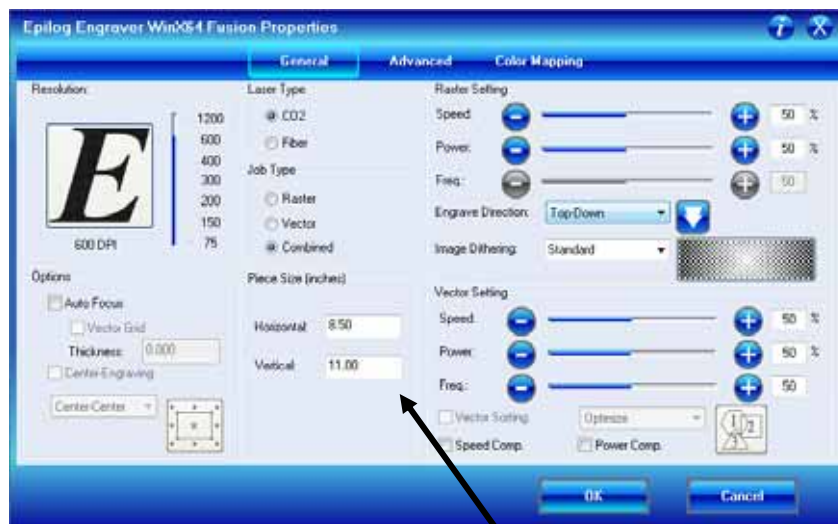 Epilog Engraver WinX64 Fusion Properties
General Advanced Color Mapping
Resolution:
E
1200
600
400
300
200
150
75
600 DPI
Options
Auto Focus
Vector Grid
Thickness: 0.000
Center-Engraving
Center-Center
Laser Type
CO2
Fiber
Job Type
Raster
Vector
Combined
Piece Size (inches)
Horizontal: 8.50
Vertical: 11.00
Raster Setting
Speed: 50 %
Power: 50 %
Freq.: 50
Engrave Direction: Top-Down
Image Dithering: Standard
Vector Setting
Speed: 50 %
Power: 50 %
Freq.: 50
Vector Sorting Optimize
1 2
3
Speed Comp. Power Comp.
OK Cancel